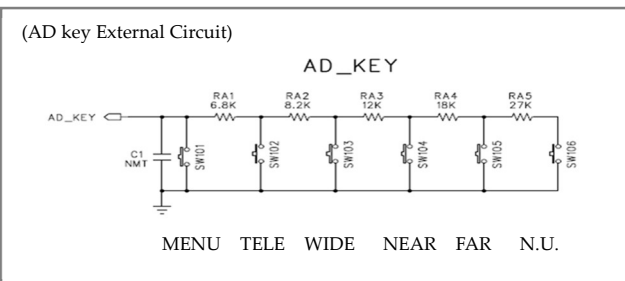 (AD key External Circuit)
AD_KEY
RA1 RA2 RA3 RA4 RA5
6.8K 8.2K 12K 18K 27K
AD_KEY
C1
NMT
SW101 SW102 SW103 SW104 SW105 SW106
MENU TELE WIDE NEAR FAR N.U.